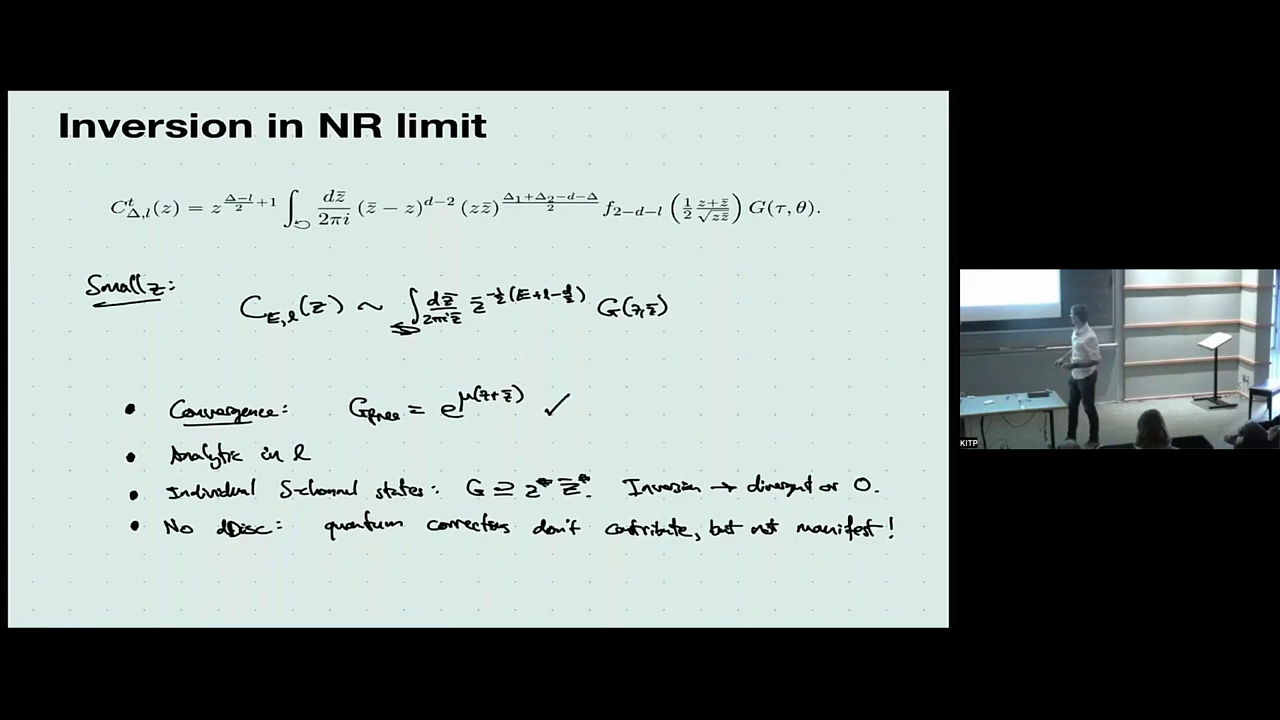 Inversion in NR limit
C^t_{Δ,l}(z) = z^{\frac{Δ-l}{2}+1} ∫_↺ \frac{d\bar{z}}{2πi} (\bar{z} − z)^{d−2} (z\bar{z})^{\frac{Δ_1+Δ_2−d−Δ}{2}} f_{2−d−l} (\frac{1}{2} \frac{z+\bar{z}}{\sqrt{z\bar{z}}}) G(τ, θ).
Small z:
C_{E,l}(z) ~ ∫ \frac{d\bar{z}}{2πi\bar{z}} \bar{z}^{-\frac{1}{2}(E+l-\frac{d}{2})} G(z,\bar{z})
• Convergence: G_{free} = e^{μ(z+\bar{z})} ✓
• Analytic in l
• Individual S-channel states: G ⊇ z^* \bar{z}^*. Inversion → divergent or 0.
• No dDisc: quantum corrections don't contribute, but not manifest!
KITP